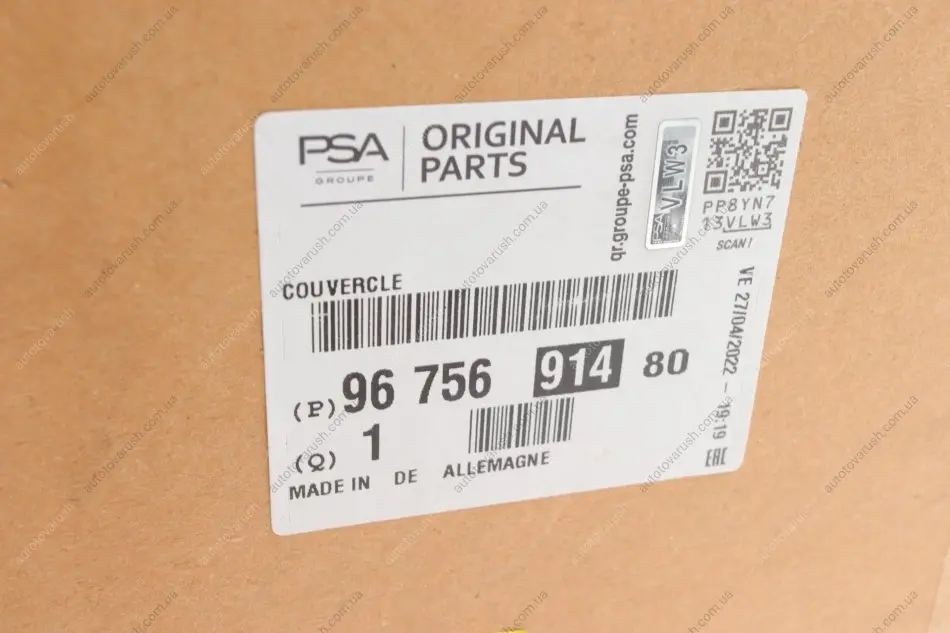 PSA
GROUPE
ORIGINAL
PARTS
qr.groupe-psa.com
PSA VLW3
PP8YN7
13VLW3
SCAN!
COUVERCLE
(P) 96 756 914 80
(Q) 1
MADE IN DE ALLEMAGNE
VE 27/04/2022 - 19:19
EAC
autotovarush.com.ua